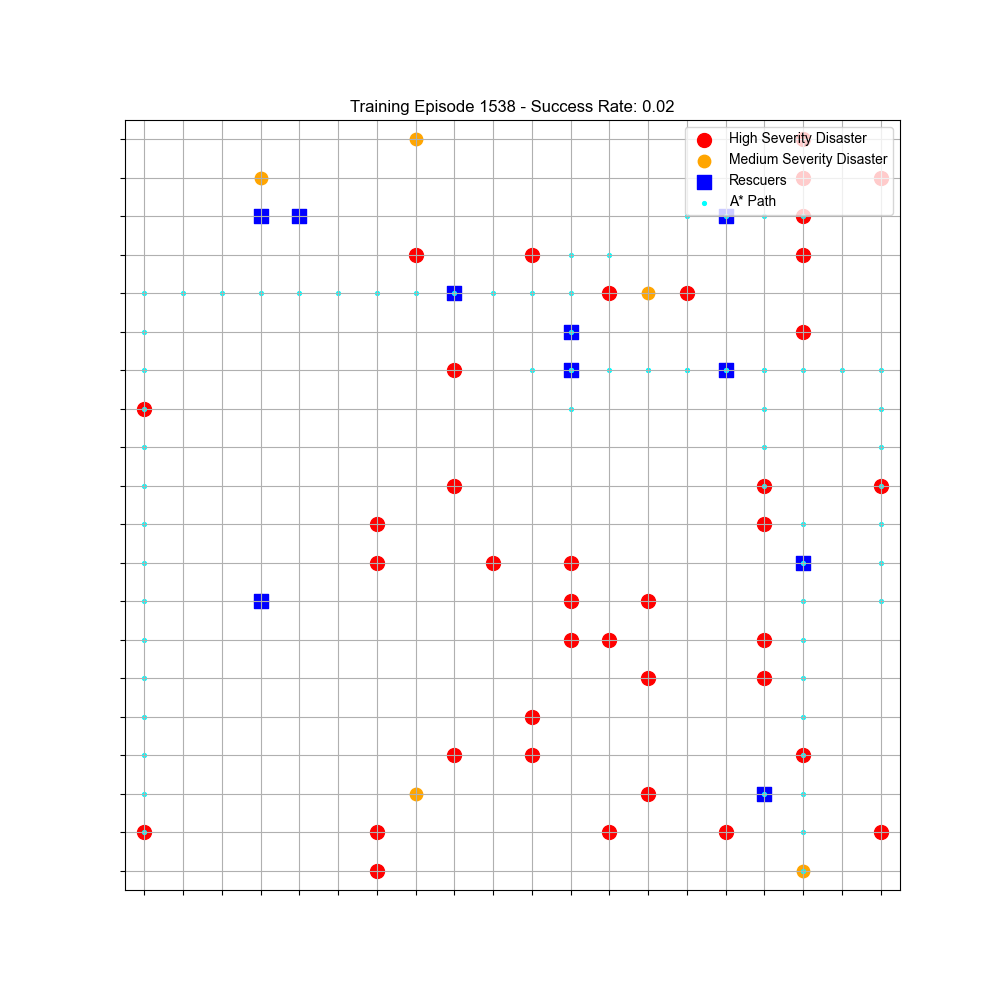 Training Episode 1538 - Success Rate: 0.02
High Severity Disaster
Medium Severity Disaster
Rescuers
A* Path